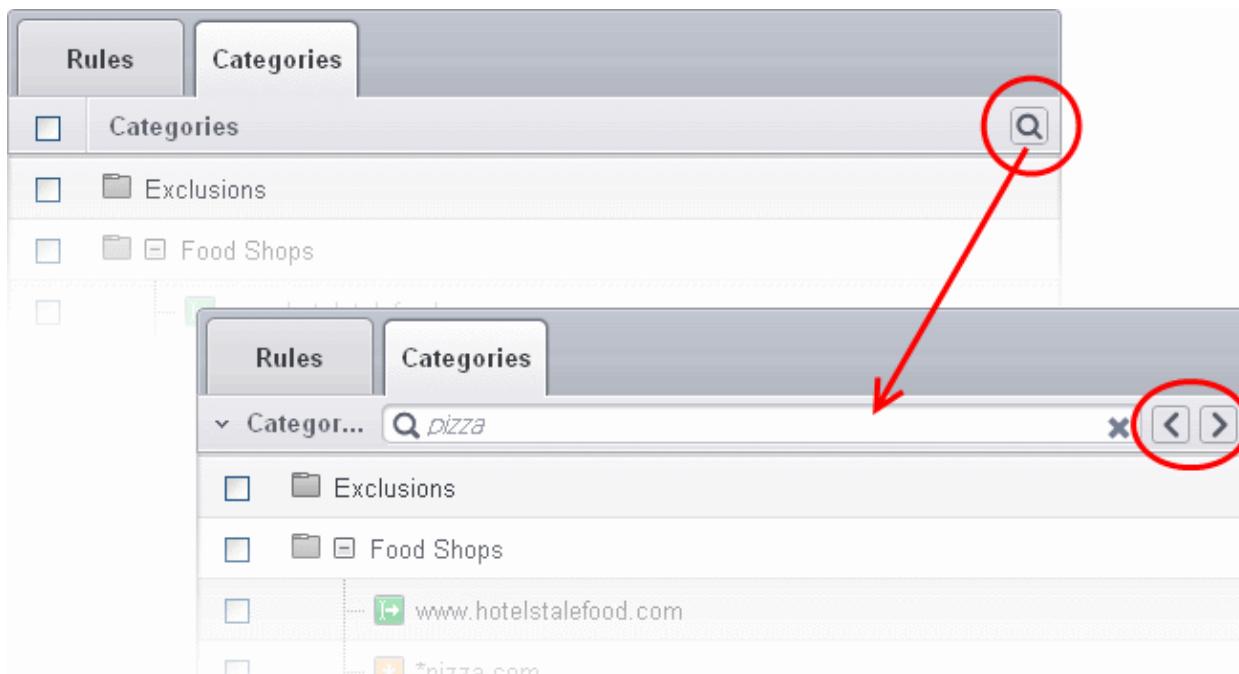 Rules Categories
Categories
Exclusions
Food Shops
Rules Categories
Categor... pizza
Exclusions
Food Shops
www.hotelstalefood.com
*pizza.com